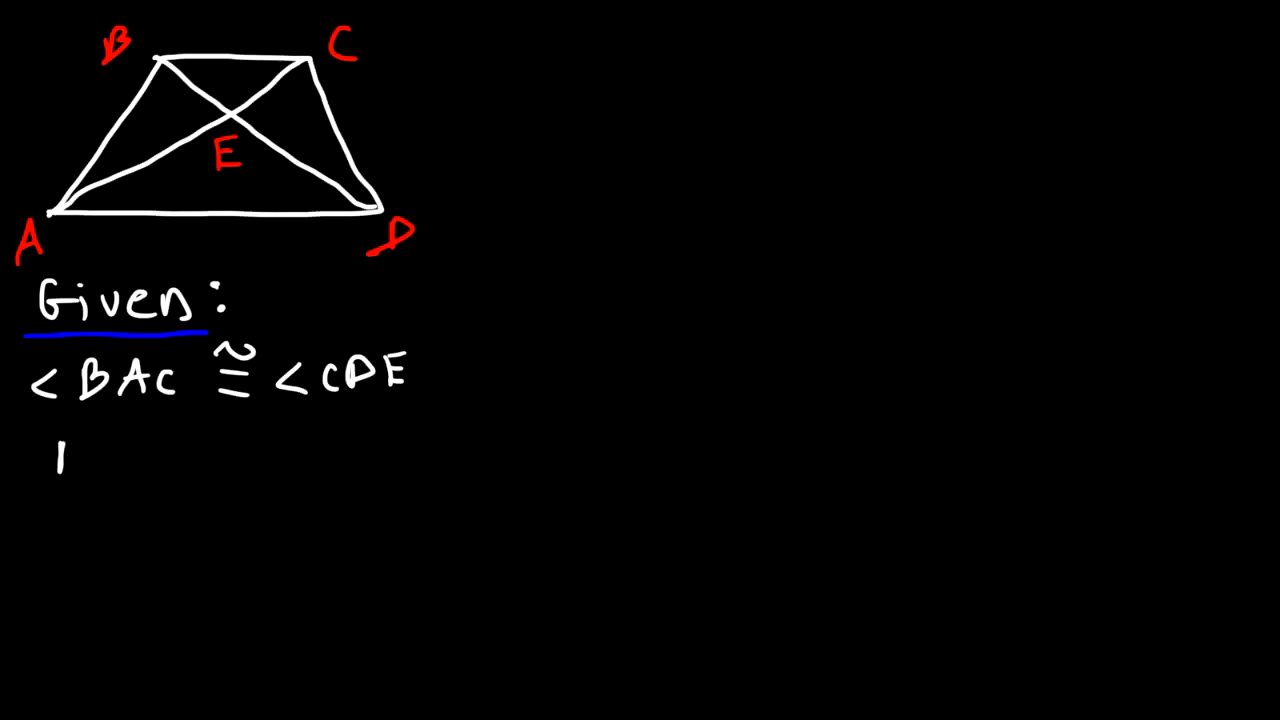 B C
E
A D
Given:
<BAC ≅ <CDE